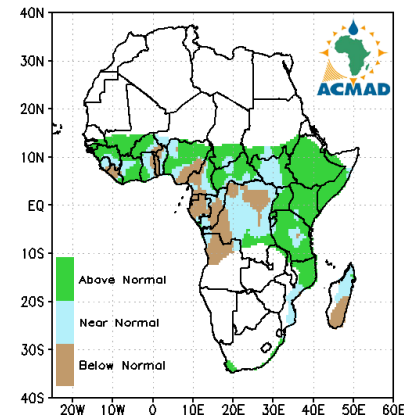 40N
30N
20N
10N
EQ
10S
20S
30S
40S
ACMAD
Above Normal
Near Normal
Below Normal
20W 10W 0 10E 20E 30E 40E 50E 60E